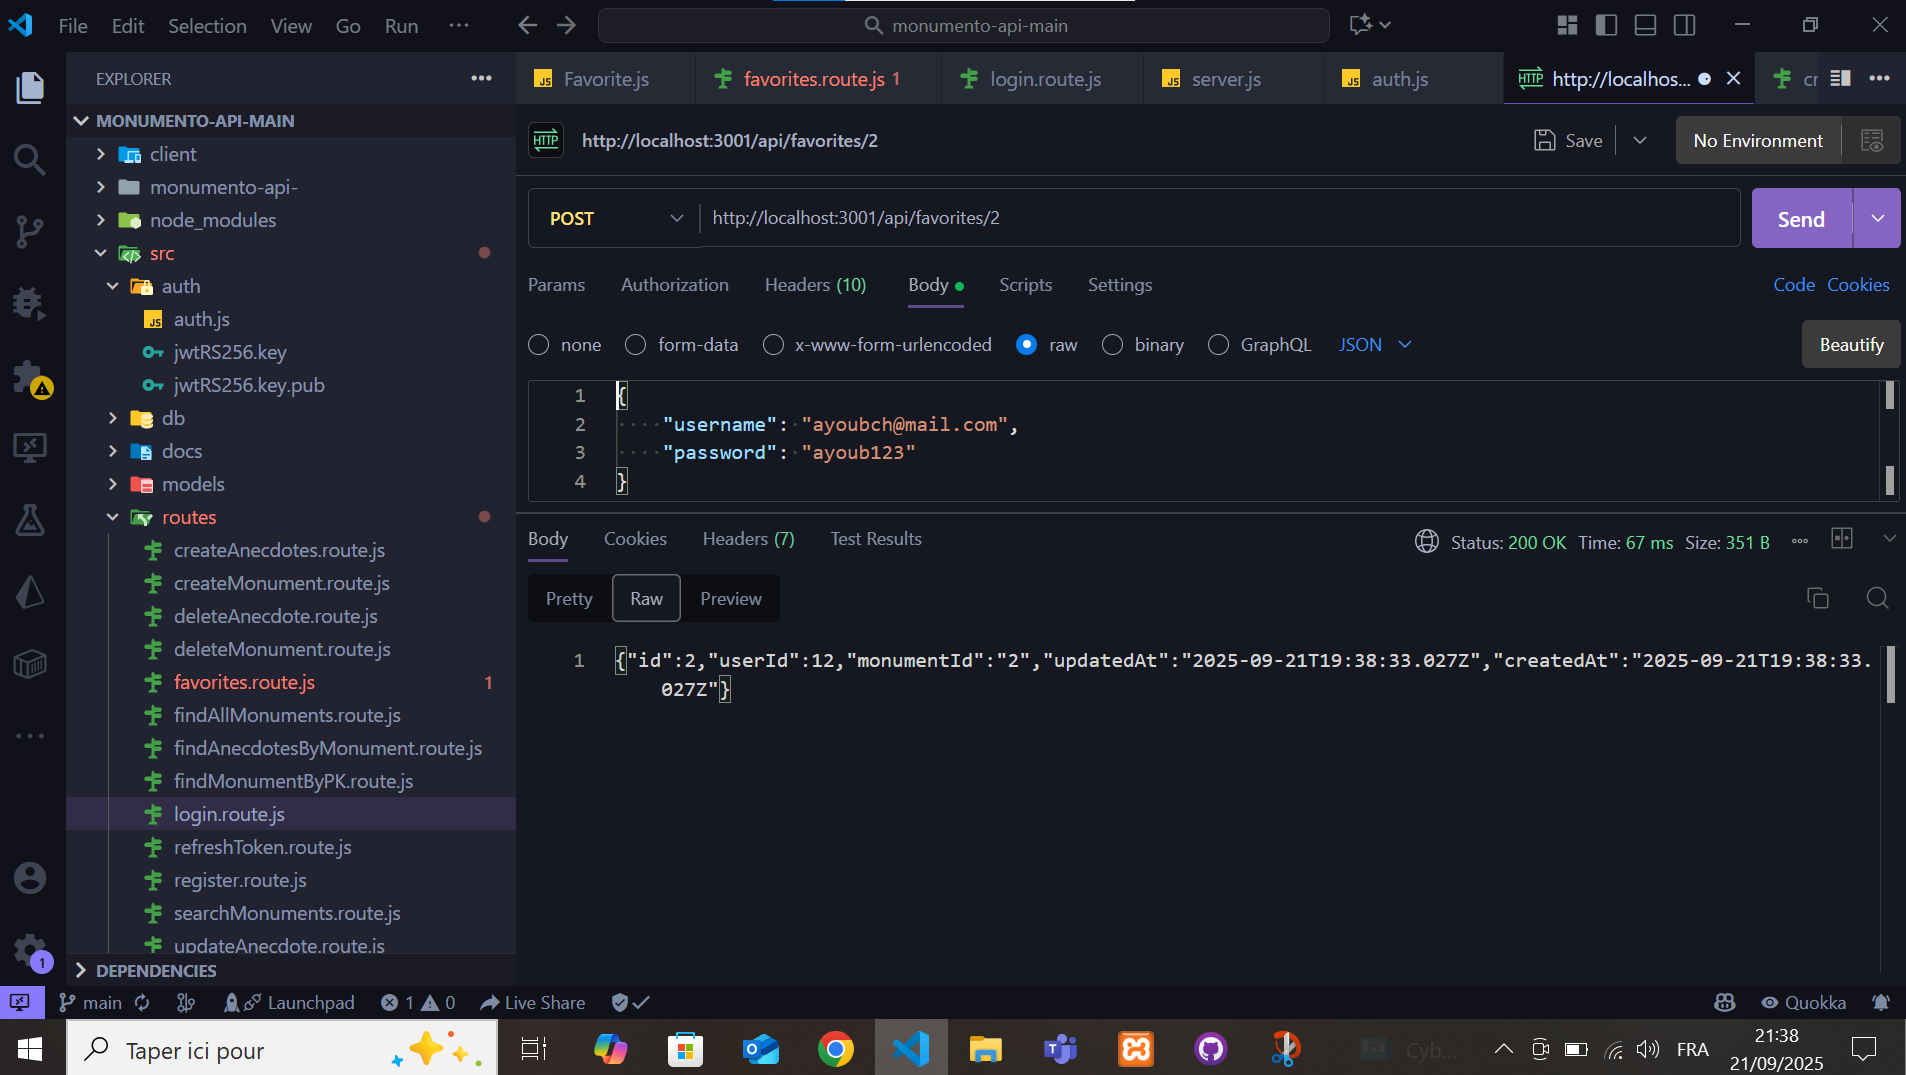 File Edit Selection View Go Run ···
monumento-api-main
EXPLORER
MONUMENTO-API-MAIN
client
monumento-api-
node_modules
src
auth
auth.js
jwtRS256.key
jwtRS256.key.pub
db
docs
models
routes
createAnecdotes.route.js
createMonument.route.js
deleteAnecdote.route.js
deleteMonument.route.js
favorites.route.js 1
findAllMonuments.route.js
findAnecdotesByMonument.route.js
findMonumentByPK.route.js
login.route.js
refreshToken.route.js
register.route.js
searchMonuments.route.js
updateAnecdote.route.js
DEPENDENCIES
Favorite.js favorites.route.js 1 login.route.js server.js auth.js http://localhos... cr
http://localhost:3001/api/favorites/2
Save No Environment
POST http://localhost:3001/api/favorites/2 Send
Params Authorization Headers (10) Body Scripts Settings Code Cookies
none form-data x-www-form-urlencoded raw binary GraphQL JSON Beautify
1 {
2 "username": "ayoubch@mail.com",
3 "password": "ayoub123"
4 }
Body Cookies Headers (7) Test Results Status: 200 OK Time: 67 ms Size: 351 B
Pretty Raw Preview
1 {"id":2,"userId":12,"monumentId":"2","updatedAt":"2025-09-21T19:38:33.027Z","createdAt":"2025-09-21T19:38:33.
027Z"}
1
main Launchpad 1 0 Live Share Quokka
Taper ici pour Cyb... FRA 21:38
21/09/2025